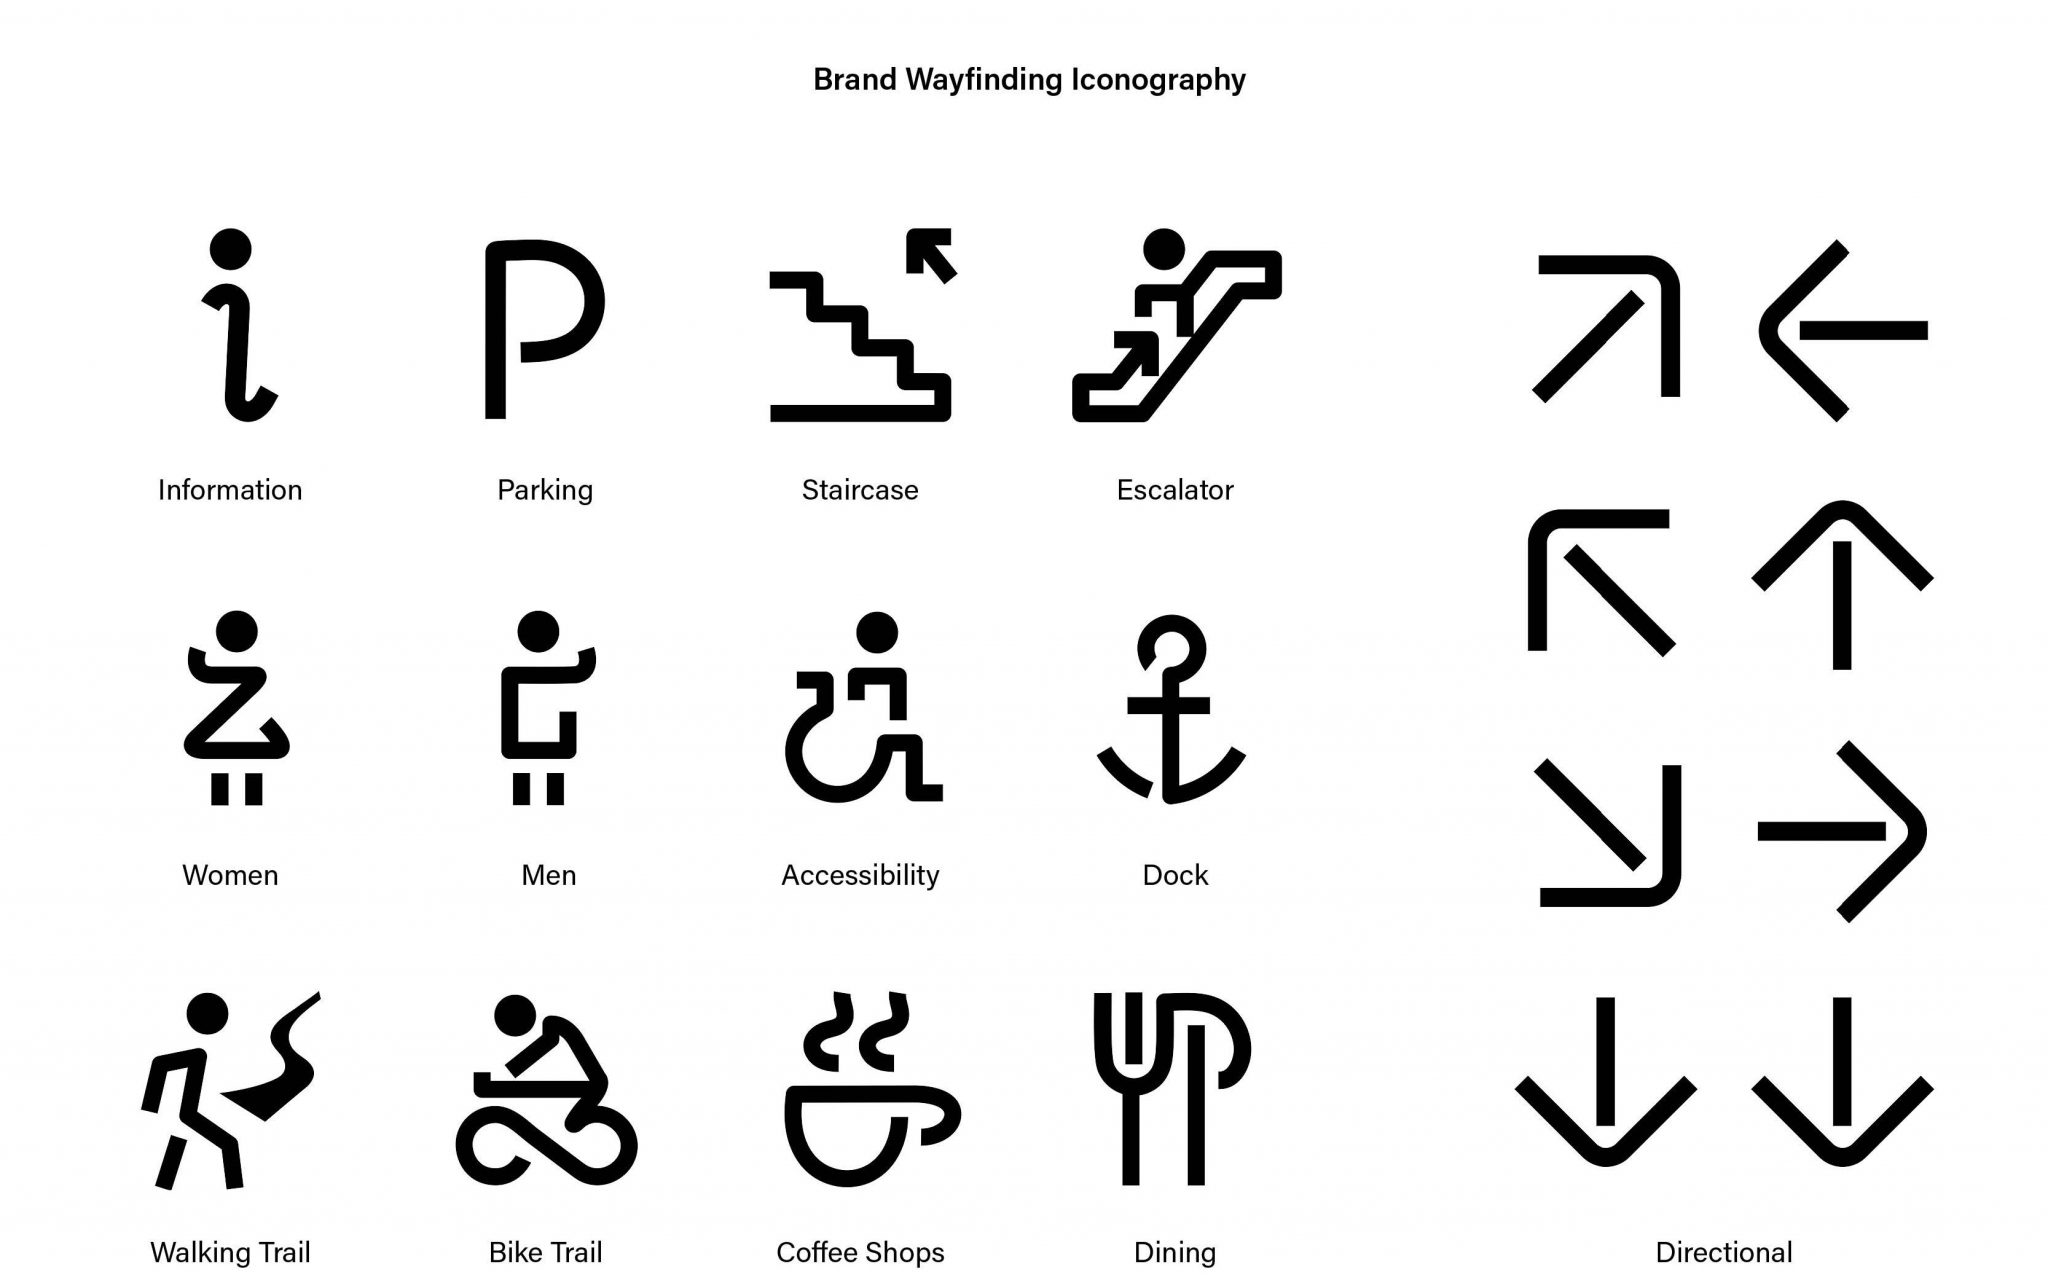 Brand Wayfinding Iconography
Information
Parking
Staircase
Escalator
Women
Men
Accessibility
Dock
Walking Trail
Bike Trail
Coffee Shops
Dining
Directional